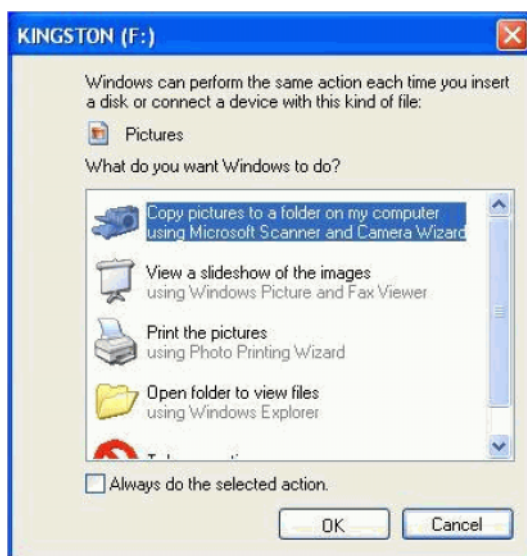 KINGSTON (F:)
Windows can perform the same action each time you insert
a disk or connect a device with this kind of file:
Pictures
What do you want Windows to do?
Copy pictures to a folder on my computer
using Microsoft Scanner and Camera Wizard
View a slideshow of the images
using Windows Picture and Fax Viewer
Print the pictures
using Photo Printing Wizard
Open folder to view files
using Windows Explorer
Always do the selected action.
OK
Cancel